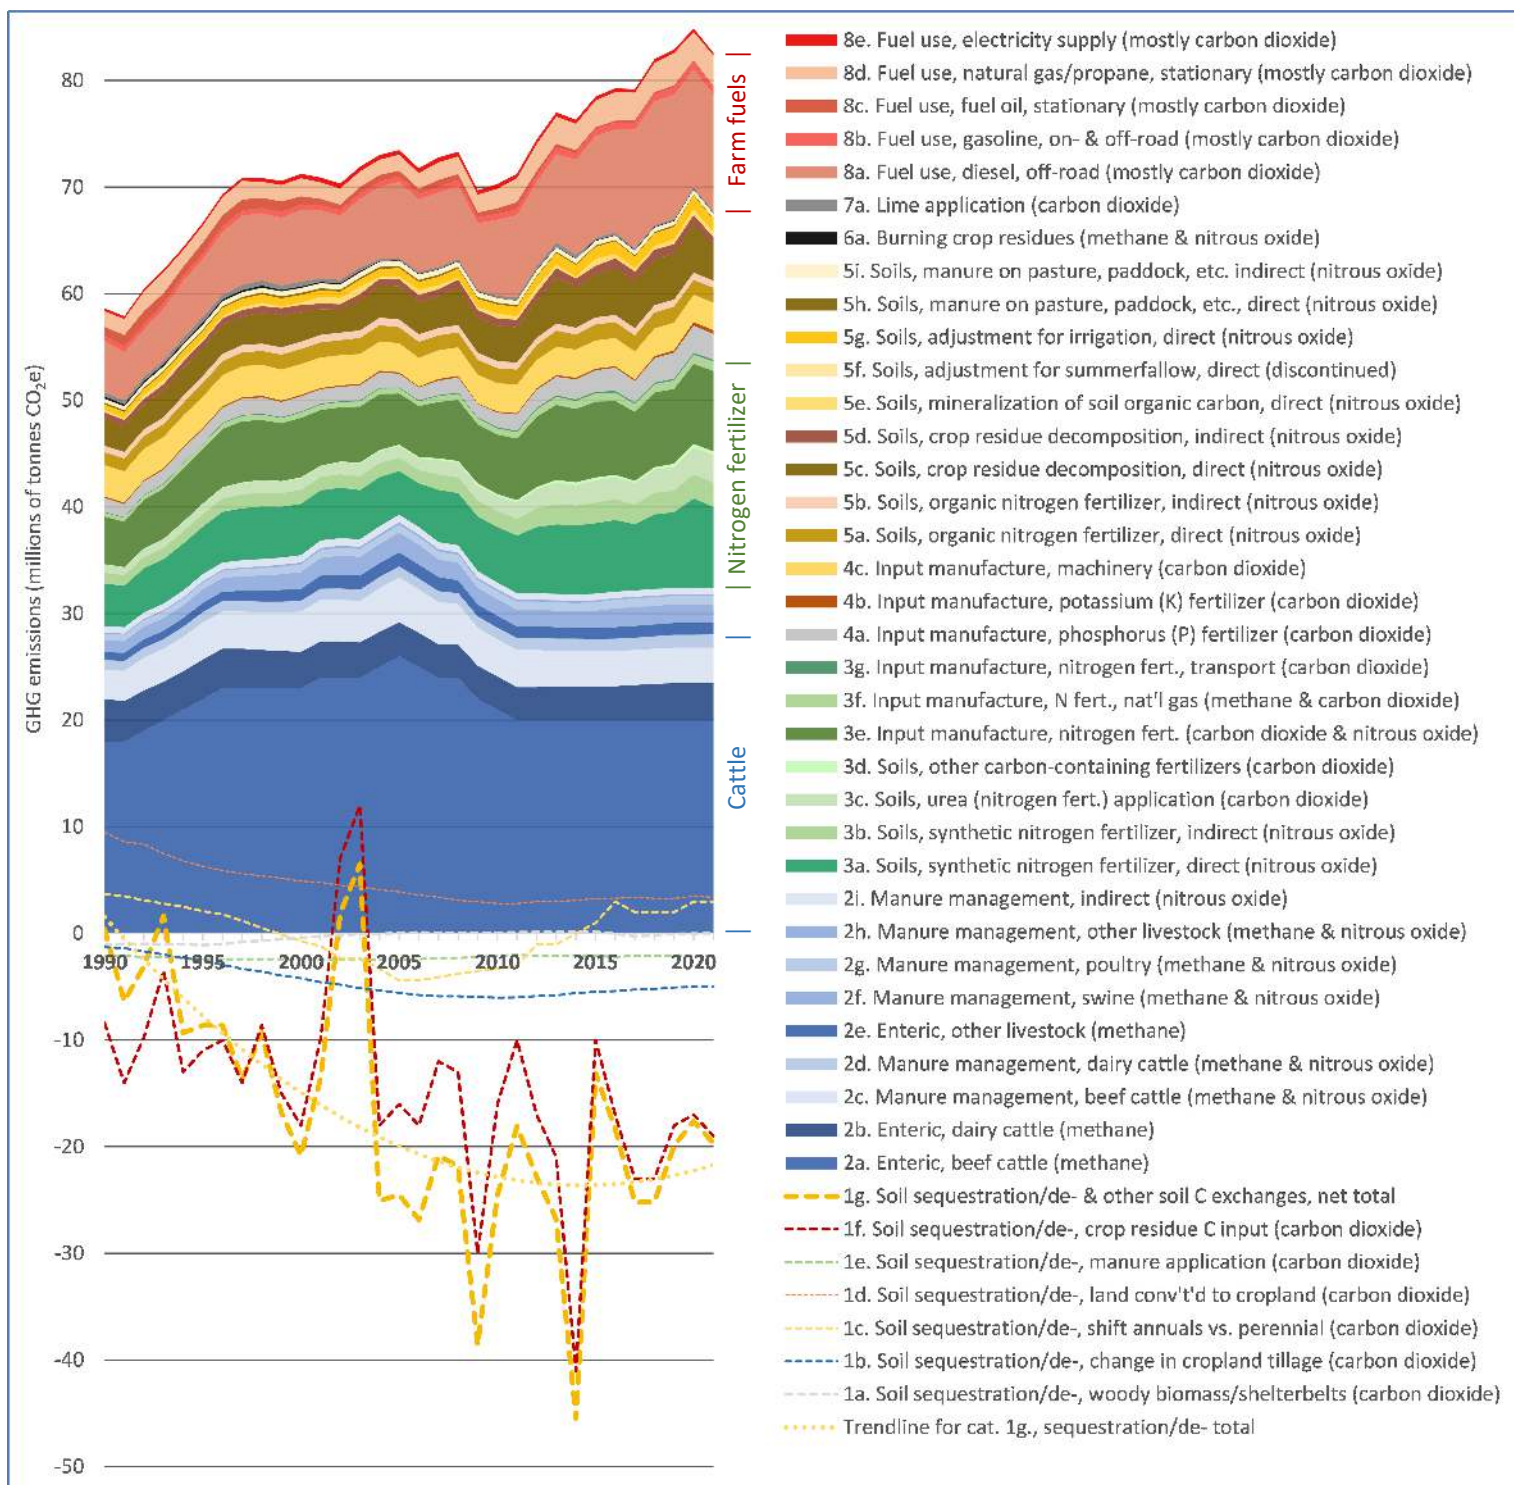 GHG emissions (millions of tonnes CO₂e)
80
70
60
50
40
30
20
10
0
-10
-20
-30
-40
-50
1990
1995
2000
2005
2010
2015
2020
| Farm fuels |
| Nitrogen fertilizer |
| Cattle |
8e. Fuel use, electricity supply (mostly carbon dioxide)
8d. Fuel use, natural gas/propane, stationary (mostly carbon dioxide)
8c. Fuel use, fuel oil, stationary (mostly carbon dioxide)
8b. Fuel use, gasoline, on- & off-road (mostly carbon dioxide)
8a. Fuel use, diesel, off-road (mostly carbon dioxide)
7a. Lime application (carbon dioxide)
6a. Burning crop residues (methane & nitrous oxide)
5i. Soils, manure on pasture, paddock, etc. indirect (nitrous oxide)
5h. Soils, manure on pasture, paddock, etc., direct (nitrous oxide)
5g. Soils, adjustment for irrigation, direct (nitrous oxide)
5f. Soils, adjustment for summerfallow, direct (discontinued)
5e. Soils, mineralization of soil organic carbon, direct (nitrous oxide)
5d. Soils, crop residue decomposition, indirect (nitrous oxide)
5c. Soils, crop residue decomposition, direct (nitrous oxide)
5b. Soils, organic nitrogen fertilizer, indirect (nitrous oxide)
5a. Soils, organic nitrogen fertilizer, direct (nitrous oxide)
4c. Input manufacture, machinery (carbon dioxide)
4b. Input manufacture, potassium (K) fertilizer (carbon dioxide)
4a. Input manufacture, phosphorus (P) fertilizer (carbon dioxide)
3g. Input manufacture, nitrogen fert., transport (carbon dioxide)
3f. Input manufacture, N fert., nat'l gas (methane & carbon dioxide)
3e. Input manufacture, nitrogen fert. (carbon dioxide & nitrous oxide)
3d. Soils, other carbon-containing fertilizers (carbon dioxide)
3c. Soils, urea (nitrogen fert.) application (carbon dioxide)
3b. Soils, synthetic nitrogen fertilizer, indirect (nitrous oxide)
3a. Soils, synthetic nitrogen fertilizer, direct (nitrous oxide)
2i. Manure management, indirect (nitrous oxide)
2h. Manure management, other livestock (methane & nitrous oxide)
2g. Manure management, poultry (methane & nitrous oxide)
2f. Manure management, swine (methane & nitrous oxide)
2e. Enteric, other livestock (methane)
2d. Manure management, dairy cattle (methane & nitrous oxide)
2c. Manure management, beef cattle (methane & nitrous oxide)
2b. Enteric, dairy cattle (methane)
2a. Enteric, beef cattle (methane)
1g. Soil sequestration/de- & other soil C exchanges, net total
1f. Soil sequestration/de-, crop residue C input (carbon dioxide)
1e. Soil sequestration/de-, manure application (carbon dioxide)
1d. Soil sequestration/de-, land conv't'd to cropland (carbon dioxide)
1c. Soil sequestration/de-, shift annuals vs. perennial (carbon dioxide)
1b. Soil sequestration/de-, change in cropland tillage (carbon dioxide)
1a. Soil sequestration/de-, woody biomass/shelterbelts (carbon dioxide)
Trendline for cat. 1g., sequestration/de- total